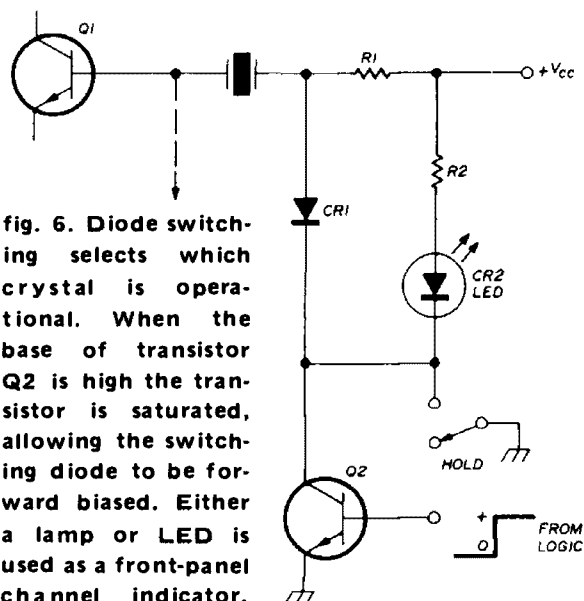 Q1
R1
+Vcc
R2
CR1
CR2
LED
fig. 6. Diode switch-
ing selects which
crystal is opera-
tional. When the
base of transistor
Q2 is high the tran-
sistor is saturated,
allowing the switch-
ing diode to be for-
ward biased. Either
a lamp or LED is
used as a front-panel
channel indicator.
HOLD
Q2
+
0
FROM
LOGIC